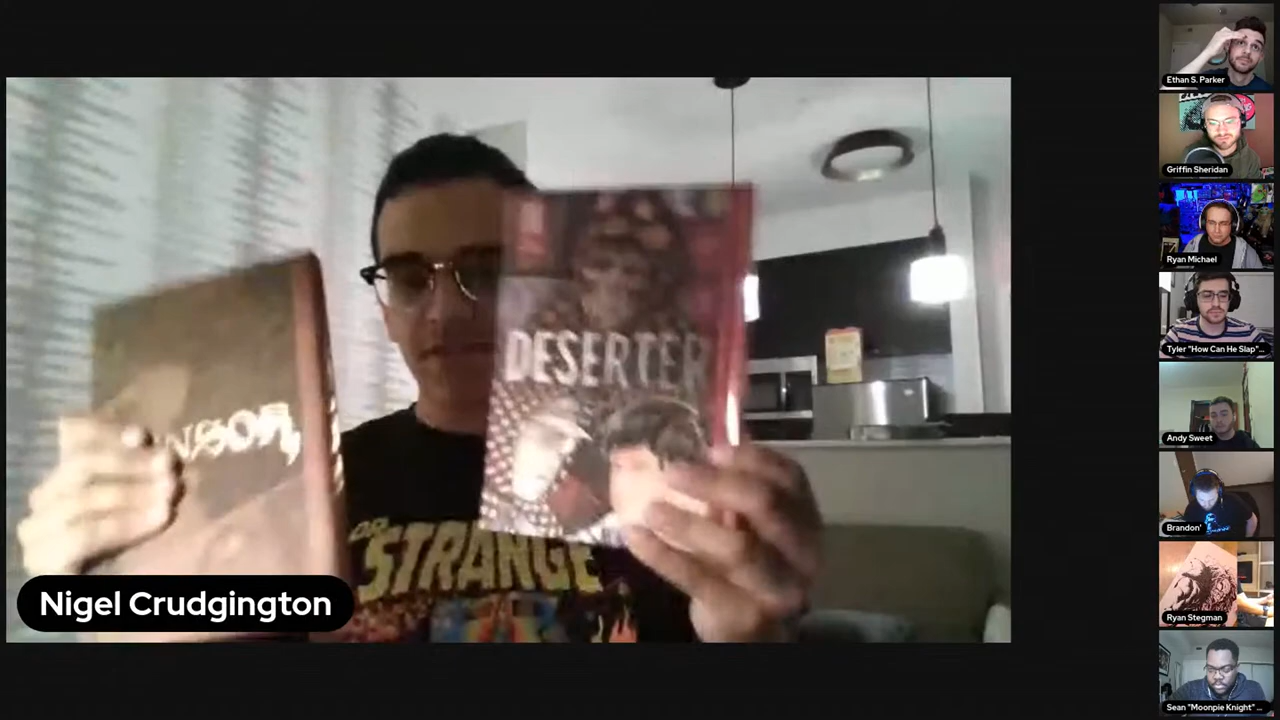 DESERTER
DR. STRANGE
Nigel Crudgington
Ethan S. Parker
Griffin Sheridan
Ryan Michael
Tyler "How Can He Slap"...
Andy Sweet
Brandon'
Ryan Stegman
Sean "Moonpie Knight" ...